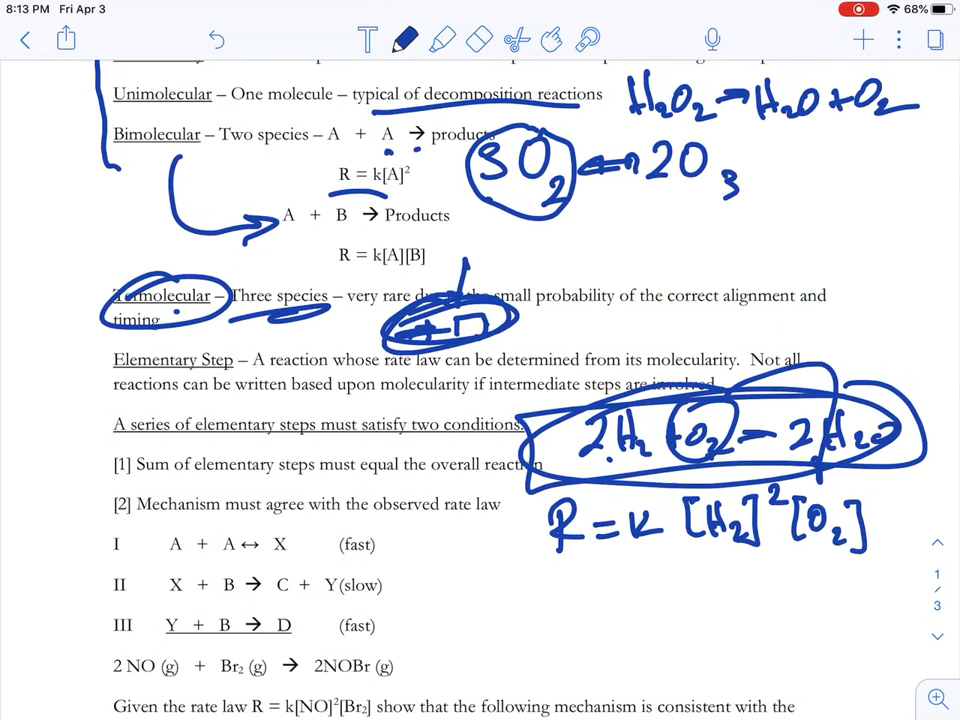 8:13 PM Fri Apr 3
68%
Unimolecular – One molecule – typical of decomposition reactions
H₂O₂ → H₂O + O₂
Bimolecular – Two species – A + A → products
3O₂ ↔ 2O₃
R = k[A]²
A + B → Products
R = k[A][B]
Termolecular – Three species – very rare due to the small probability of the correct alignment and
timing
Elementary Step – A reaction whose rate law can be determined from its molecularity. Not all
reactions can be written based upon molecularity if intermediate steps are involved
A series of elementary steps must satisfy two conditions:
2H₂ + O₂ → 2H₂O
[1] Sum of elementary steps must equal the overall reaction
[2] Mechanism must agree with the observed rate law
R = K [H₂]² [O₂]
I A + A ↔ X (fast)
II X + B → C + Y(slow)
III Y + B → D (fast)
2 NO (g) + Br₂ (g) → 2NOBr (g)
Given the rate law R = k[NO]²[Br₂] show that the following mechanism is consistent with the
1
/
3